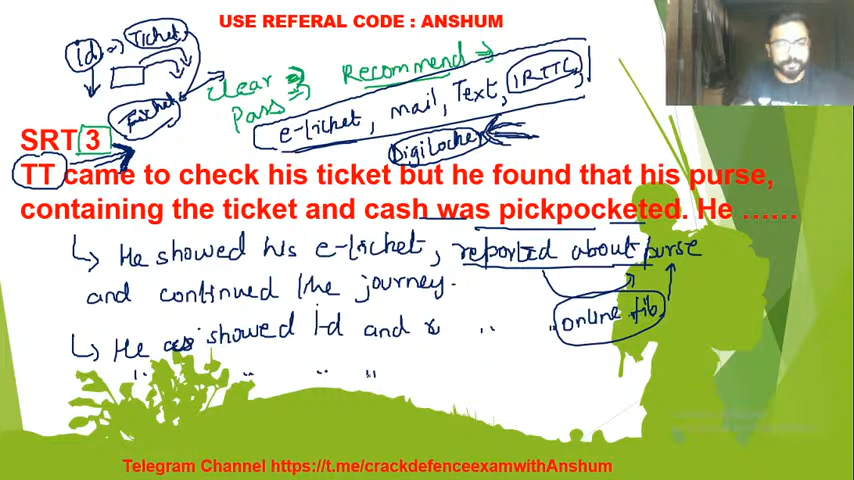 USE REFERAL CODE : ANSHUM
id => Ticket
Ticket
clear =>
Pass =>
Recommend =>
e-ticket, mail, Text, IRTTC
DigiLocker
SRT 3
TT came to check his ticket but he found that his purse,
containing the ticket and cash was pickpocketed. He ......
He showed his e-ticket, reported about purse
and continued the journey.
online fib
He showed I-d and
Telegram Channel https://t.me/crackdefenceexamwithAnshum